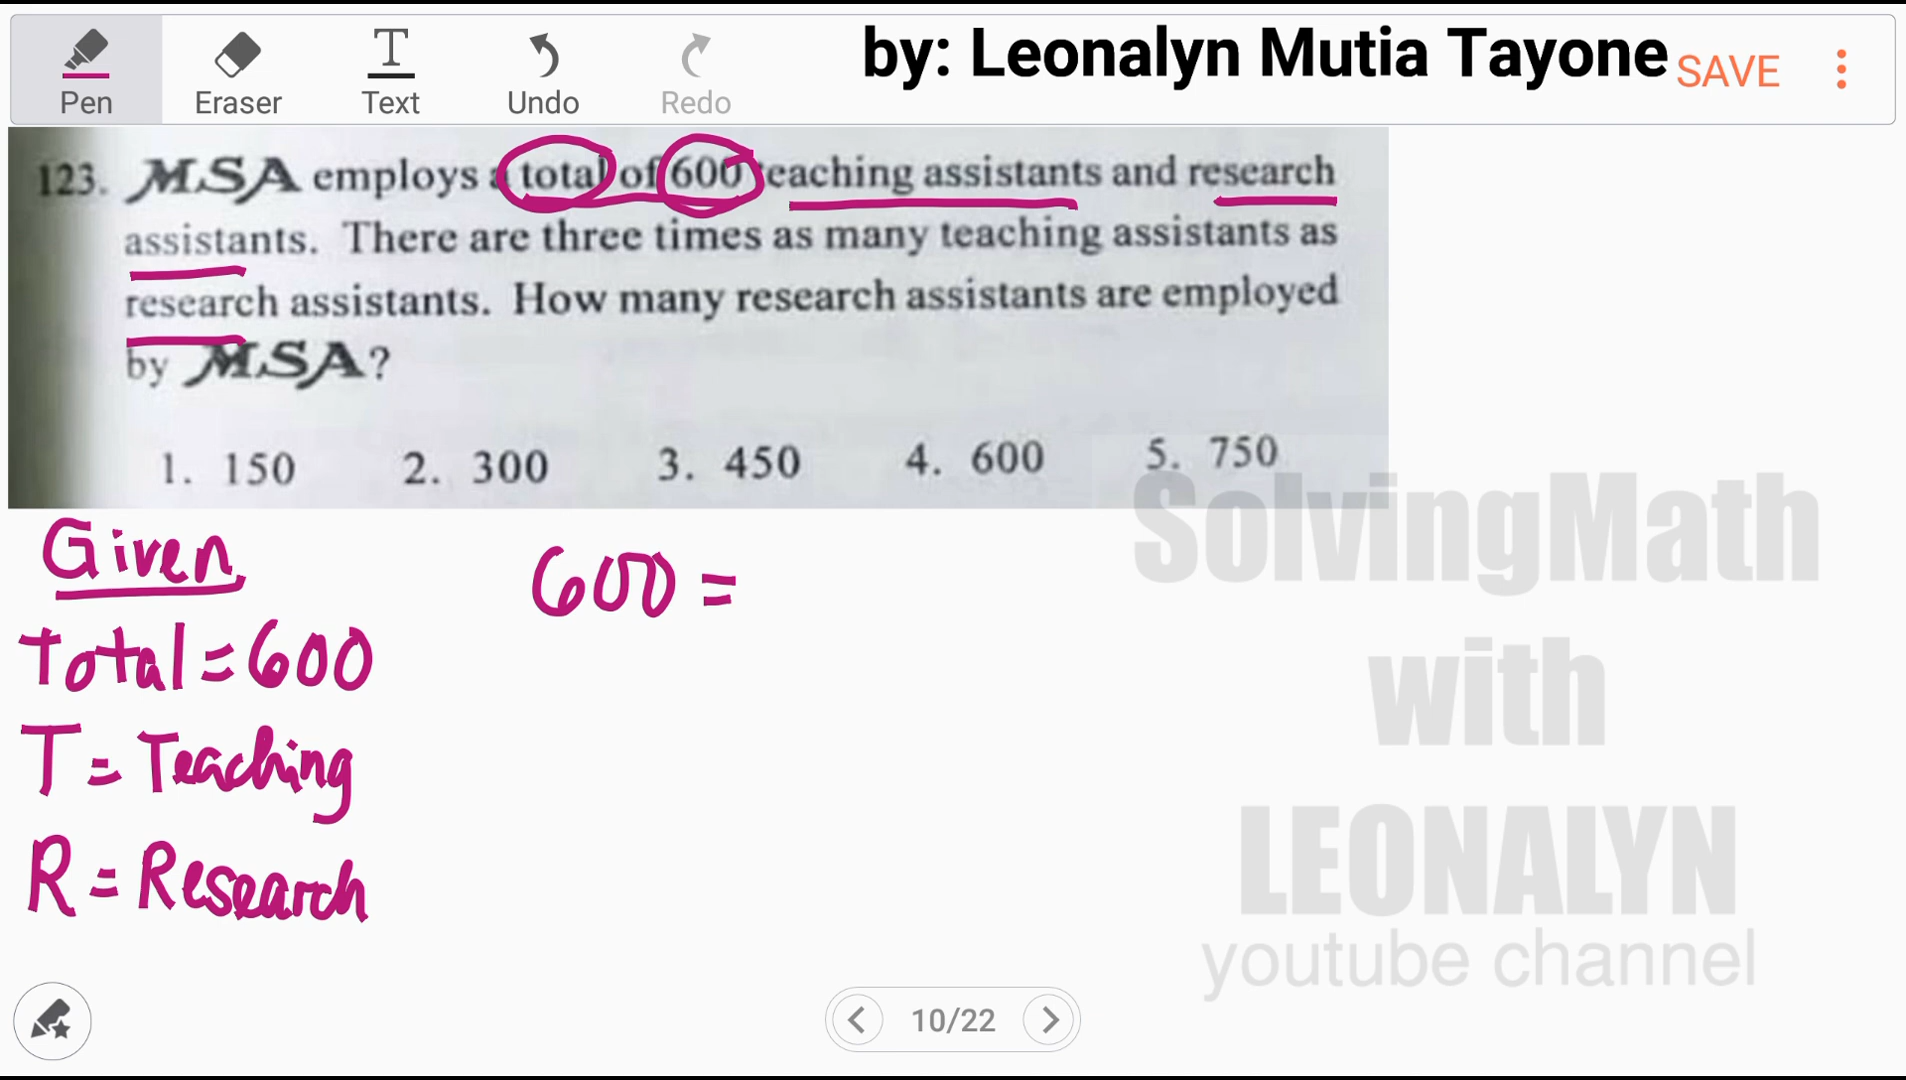 by: Leonalyn Mutia Tayone
SAVE
Pen
Eraser
Text
Undo
Redo
123. MSA employs a total of 600 teaching assistants and research
assistants. There are three times as many teaching assistants as
research assistants. How many research assistants are employed
by MSA?
1. 150 2. 300 3. 450 4. 600 5. 750
Given
Total = 600
T = Teaching
R = Research
600 =
SolvingMath
with
LEONALYN
youtube channel
10/22